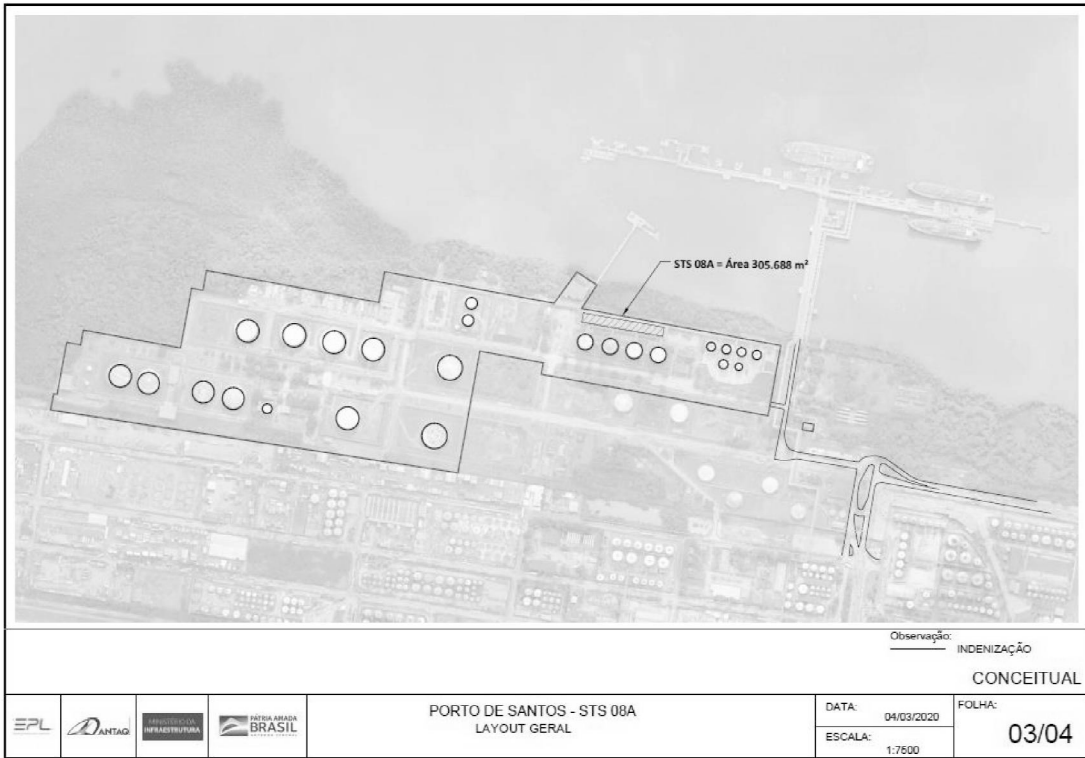 STS 08A = Área 305.688 m²
Observação:
INDENIZAÇÃO
CONCEITUAL
EPL
ANTAQ
MINISTÉRIO DA
INFRAESTRUTURA
PÁTRIA AMADA
BRASIL
PORTO DE SANTOS - STS 08A
LAYOUT GERAL
DATA:
04/03/2020
ESCALA:
1:7500
FOLHA:
03/04